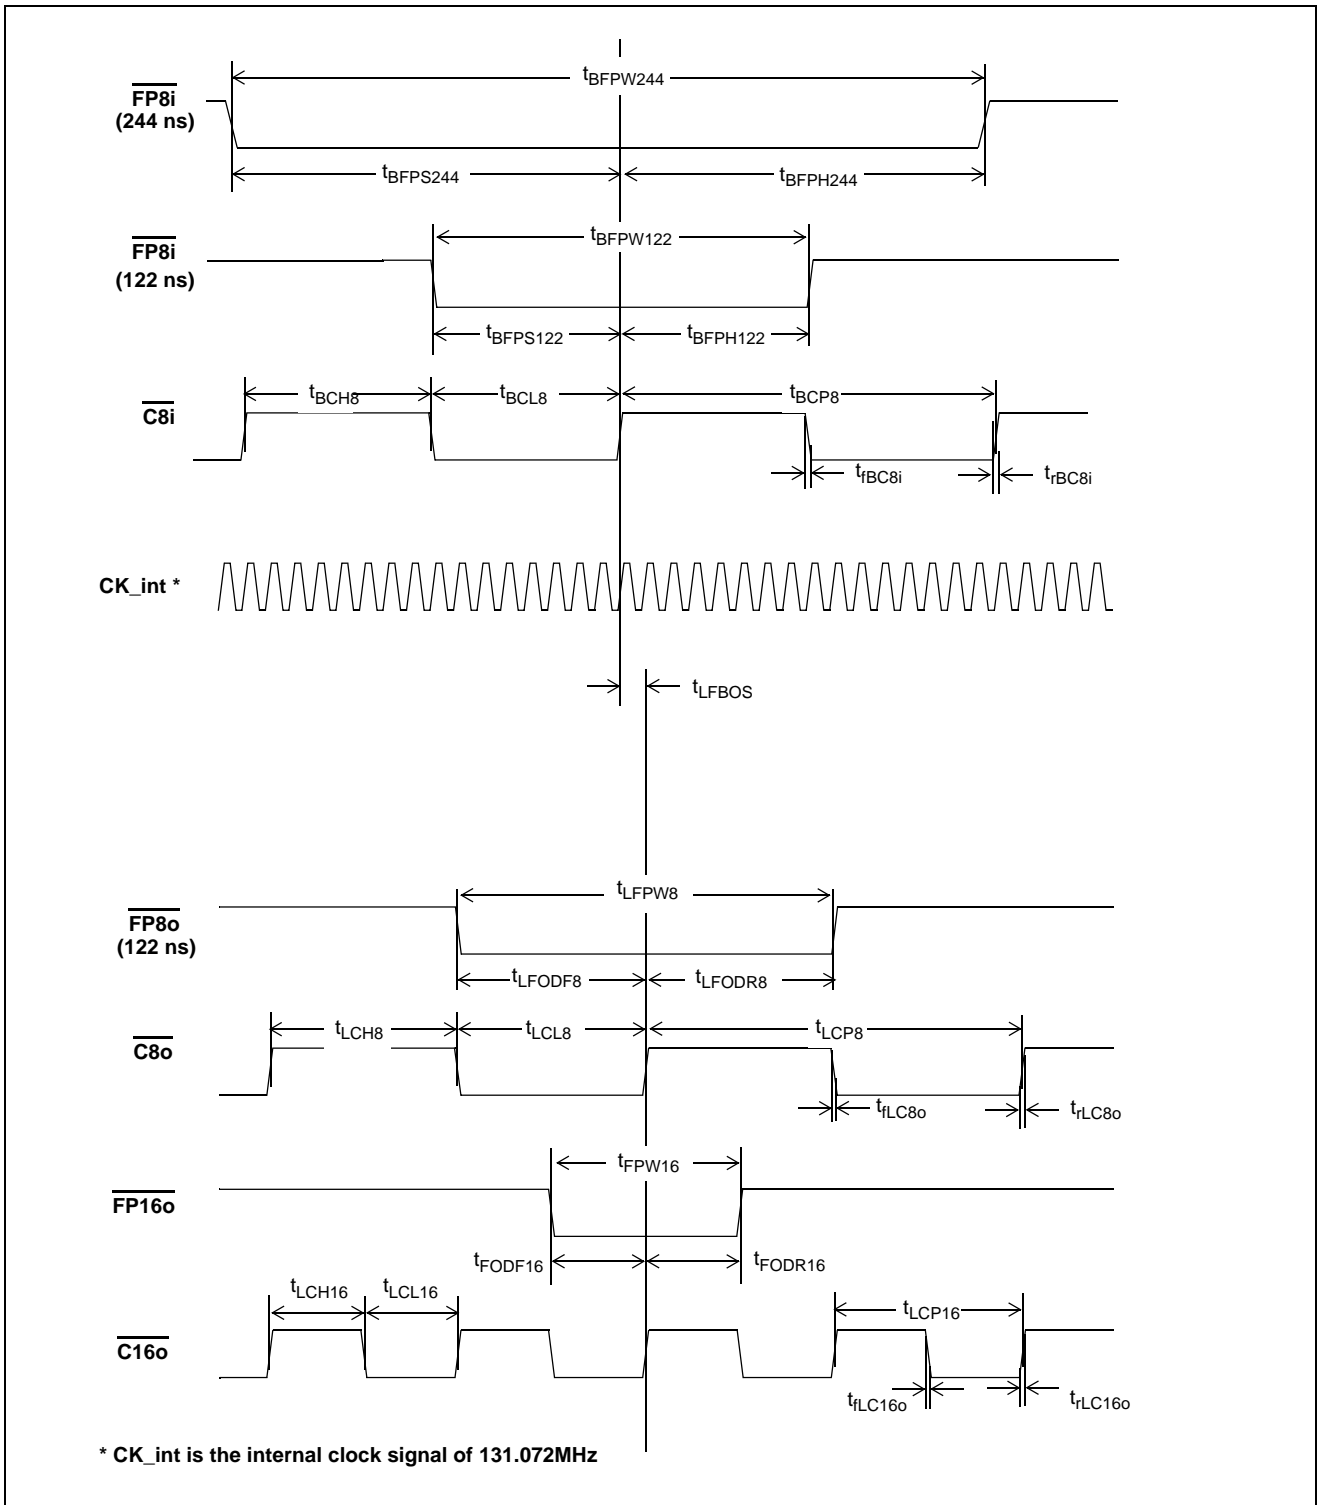 tBFPW244
FP8i
(244 ns)
tBFPS244
tBFPH244
tBFPW122
FP8i
(122 ns)
tBFPS122
tBFPH122
tBCH8
tBCL8
tBCP8
C8i
tfBC8i
trBC8i
CK_int *
tLFBOS
tLFPW8
FP8o
(122 ns)
tLFODF8
tLFODR8
tLCH8
tLCL8
tLCP8
C8o
tfLC8o
trLC8o
tFPW16
FP16o
tFODF16
tFODR16
tLCH16
tLCL16
tLCP16
C16o
tfLC16o
trLC16o
* CK_int is the internal clock signal of 131.072MHz